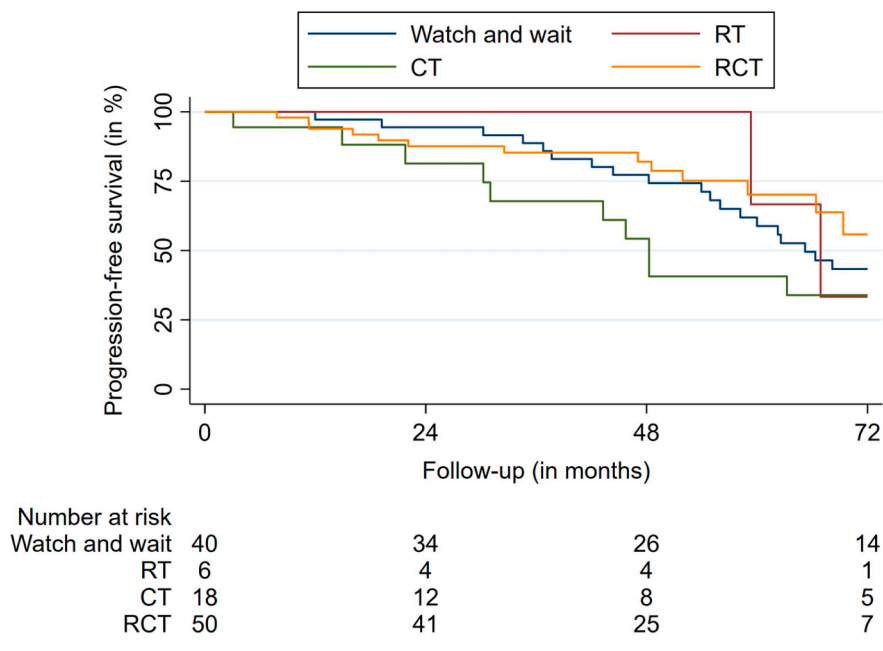 Watch and wait RT
CT RCT
Progression-free survival (in %)
100
75
50
25
0
0 24 48 72
Follow-up (in months)
Number at risk
Watch and wait 40 34 26 14
RT 6 4 4 1
CT 18 12 8 5
RCT 50 41 25 7